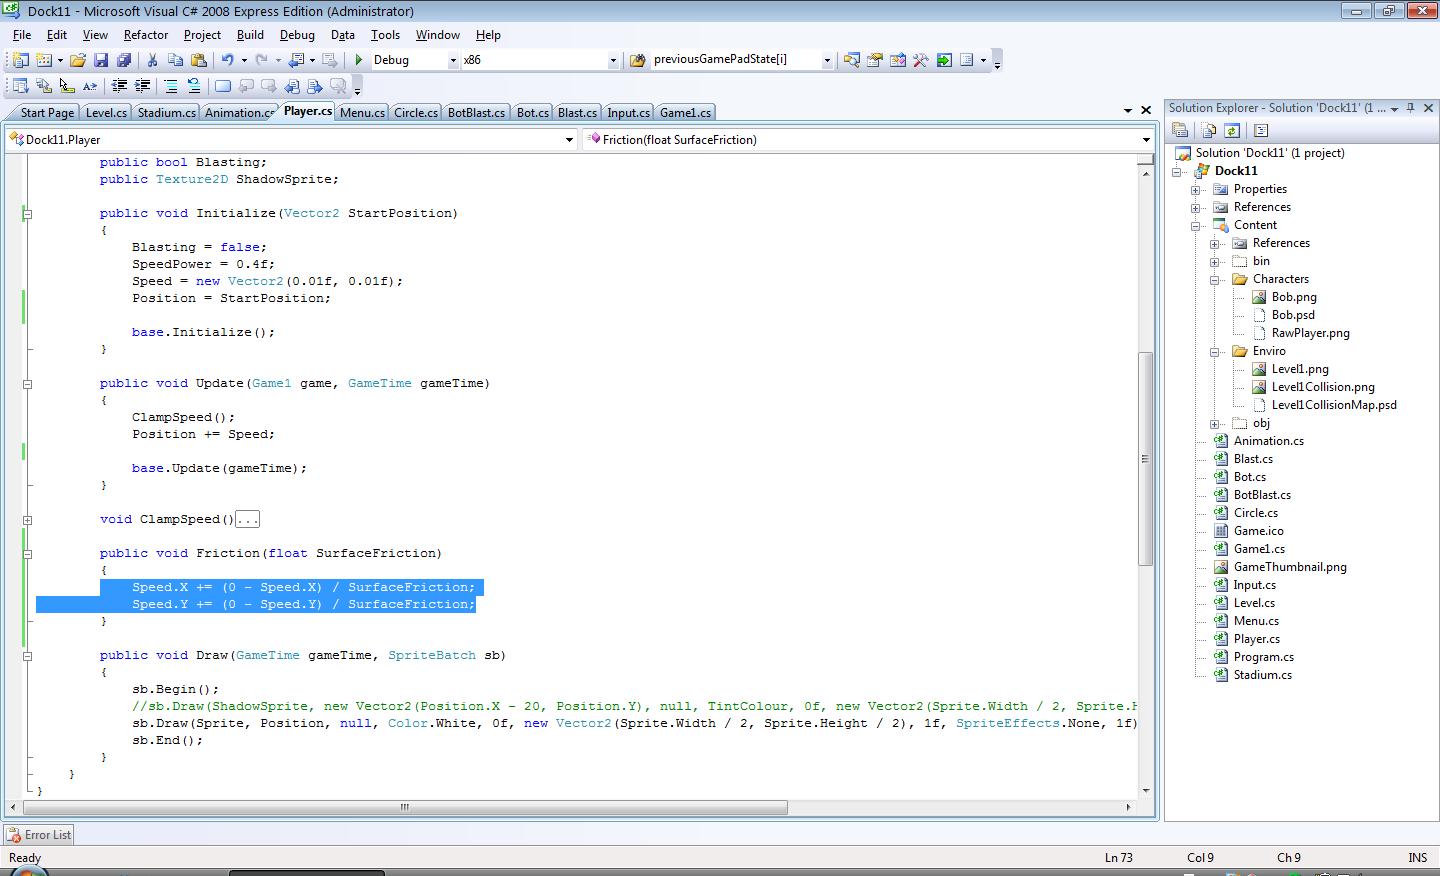 Dock11 - Microsoft Visual C# 2008 Express Edition (Administrator)
File Edit View Refactor Project Build Debug Data Tools Window Help
Debug x86 previousGamePadState[i]
Start Page Level.cs Stadium.cs Animation.cs Player.cs Menu.cs Circle.cs BotBlast.cs Bot.cs Blast.cs Input.cs Game1.cs
Dock11.Player Friction(float SurfaceFriction)
public bool Blasting;
public Texture2D ShadowSprite;
public void Initialize(Vector2 StartPosition)
{
Blasting = false;
SpeedPower = 0.4f;
Speed = new Vector2(0.01f, 0.01f);
Position = StartPosition;
base.Initialize();
}
public void Update(Game1 game, GameTime gameTime)
{
ClampSpeed();
Position += Speed;
base.Update(gameTime);
}
void ClampSpeed()...
public void Friction(float SurfaceFriction)
{
Speed.X += (0 - Speed.X) / SurfaceFriction;
Speed.Y += (0 - Speed.Y) / SurfaceFriction;
}
public void Draw(GameTime gameTime, SpriteBatch sb)
{
sb.Begin();
//sb.Draw(ShadowSprite, new Vector2(Position.X - 20, Position.Y), null, TintColour, 0f, new Vector2(Sprite.Width / 2, Sprite.H
sb.Draw(Sprite, Position, null, Color.White, 0f, new Vector2(Sprite.Width / 2, Sprite.Height / 2), 1f, SpriteEffects.None, 1f)
sb.End();
}
}
}
Solution Explorer - Solution 'Dock11' (1 ...
Solution 'Dock11' (1 project)
Dock11
Properties
References
Content
References
bin
Characters
Bob.png
Bob.psd
RawPlayer.png
Enviro
Level1.png
Level1Collision.png
Level1CollisionMap.psd
obj
Animation.cs
Blast.cs
Bot.cs
BotBlast.cs
Circle.cs
Game.ico
Game1.cs
GameThumbnail.png
Input.cs
Level.cs
Menu.cs
Player.cs
Program.cs
Stadium.cs
Error List
Ready Ln 73 Col 9 Ch 9 INS